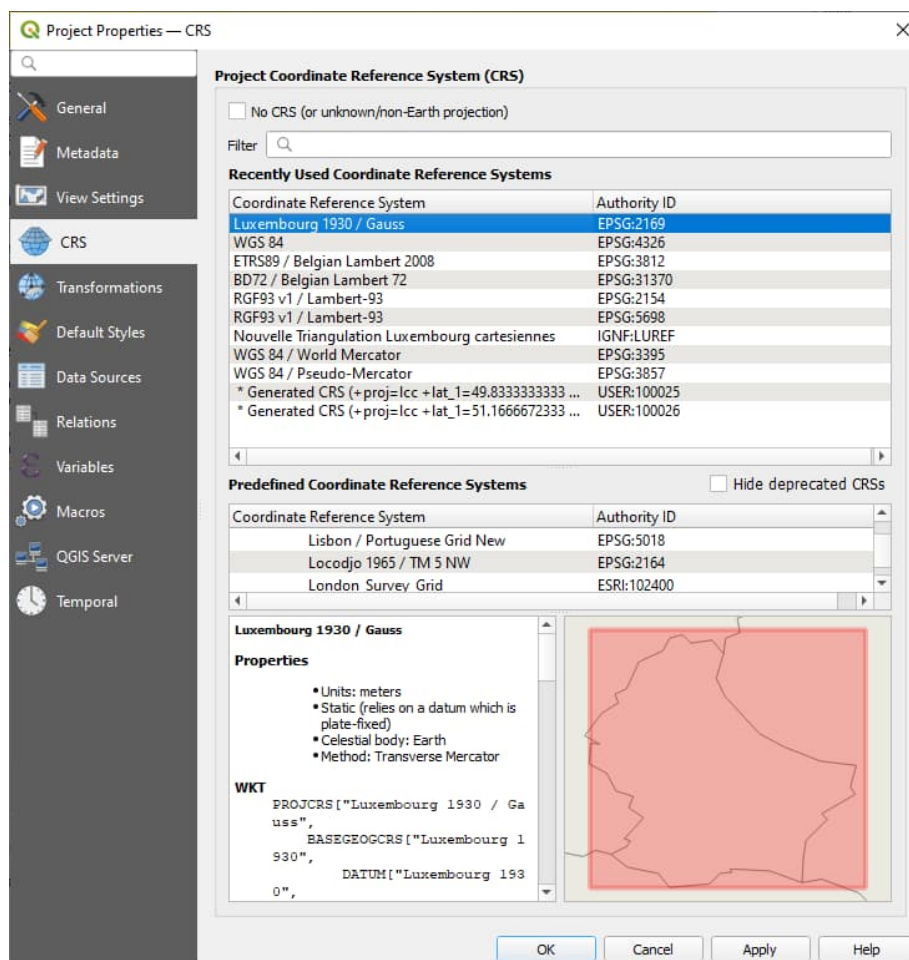 Project Properties — CRS
General
Metadata
View Settings
CRS
Transformations
Default Styles
Data Sources
Relations
Variables
Macros
QGIS Server
Temporal
Project Coordinate Reference System (CRS)
No CRS (or unknown/non-Earth projection)
Filter
Recently Used Coordinate Reference Systems
Coordinate Reference System Authority ID
Luxembourg 1930 / Gauss EPSG:2169
WGS 84 EPSG:4326
ETRS89 / Belgian Lambert 2008 EPSG:3812
BD72 / Belgian Lambert 72 EPSG:31370
RGF93 v1 / Lambert-93 EPSG:2154
RGF93 v1 / Lambert-93 EPSG:5698
Nouvelle Triangulation Luxembourg cartesiennes IGNF:LUREF
WGS 84 / World Mercator EPSG:3395
WGS 84 / Pseudo-Mercator EPSG:3857
* Generated CRS (+proj=lcc +lat_1=49.8333333333 ... USER:100025
* Generated CRS (+proj=lcc +lat_1=51.1666672333 ... USER:100026
Predefined Coordinate Reference Systems Hide deprecated CRSs
Coordinate Reference System Authority ID
Lisbon / Portuguese Grid New EPSG:5018
Locodjo 1965 / TM 5 NW EPSG:2164
London_Survey_Grid ESRI:102400
Luxembourg 1930 / Gauss
Properties
• Units: meters
• Static (relies on a datum which is
plate-fixed)
• Celestial body: Earth
• Method: Transverse Mercator
WKT
PROJCRS["Luxembourg 1930 / Ga
uss",
BASEGEOGCRS["Luxembourg 1
930",
DATUM["Luxembourg 193
0",
OK Cancel Apply Help